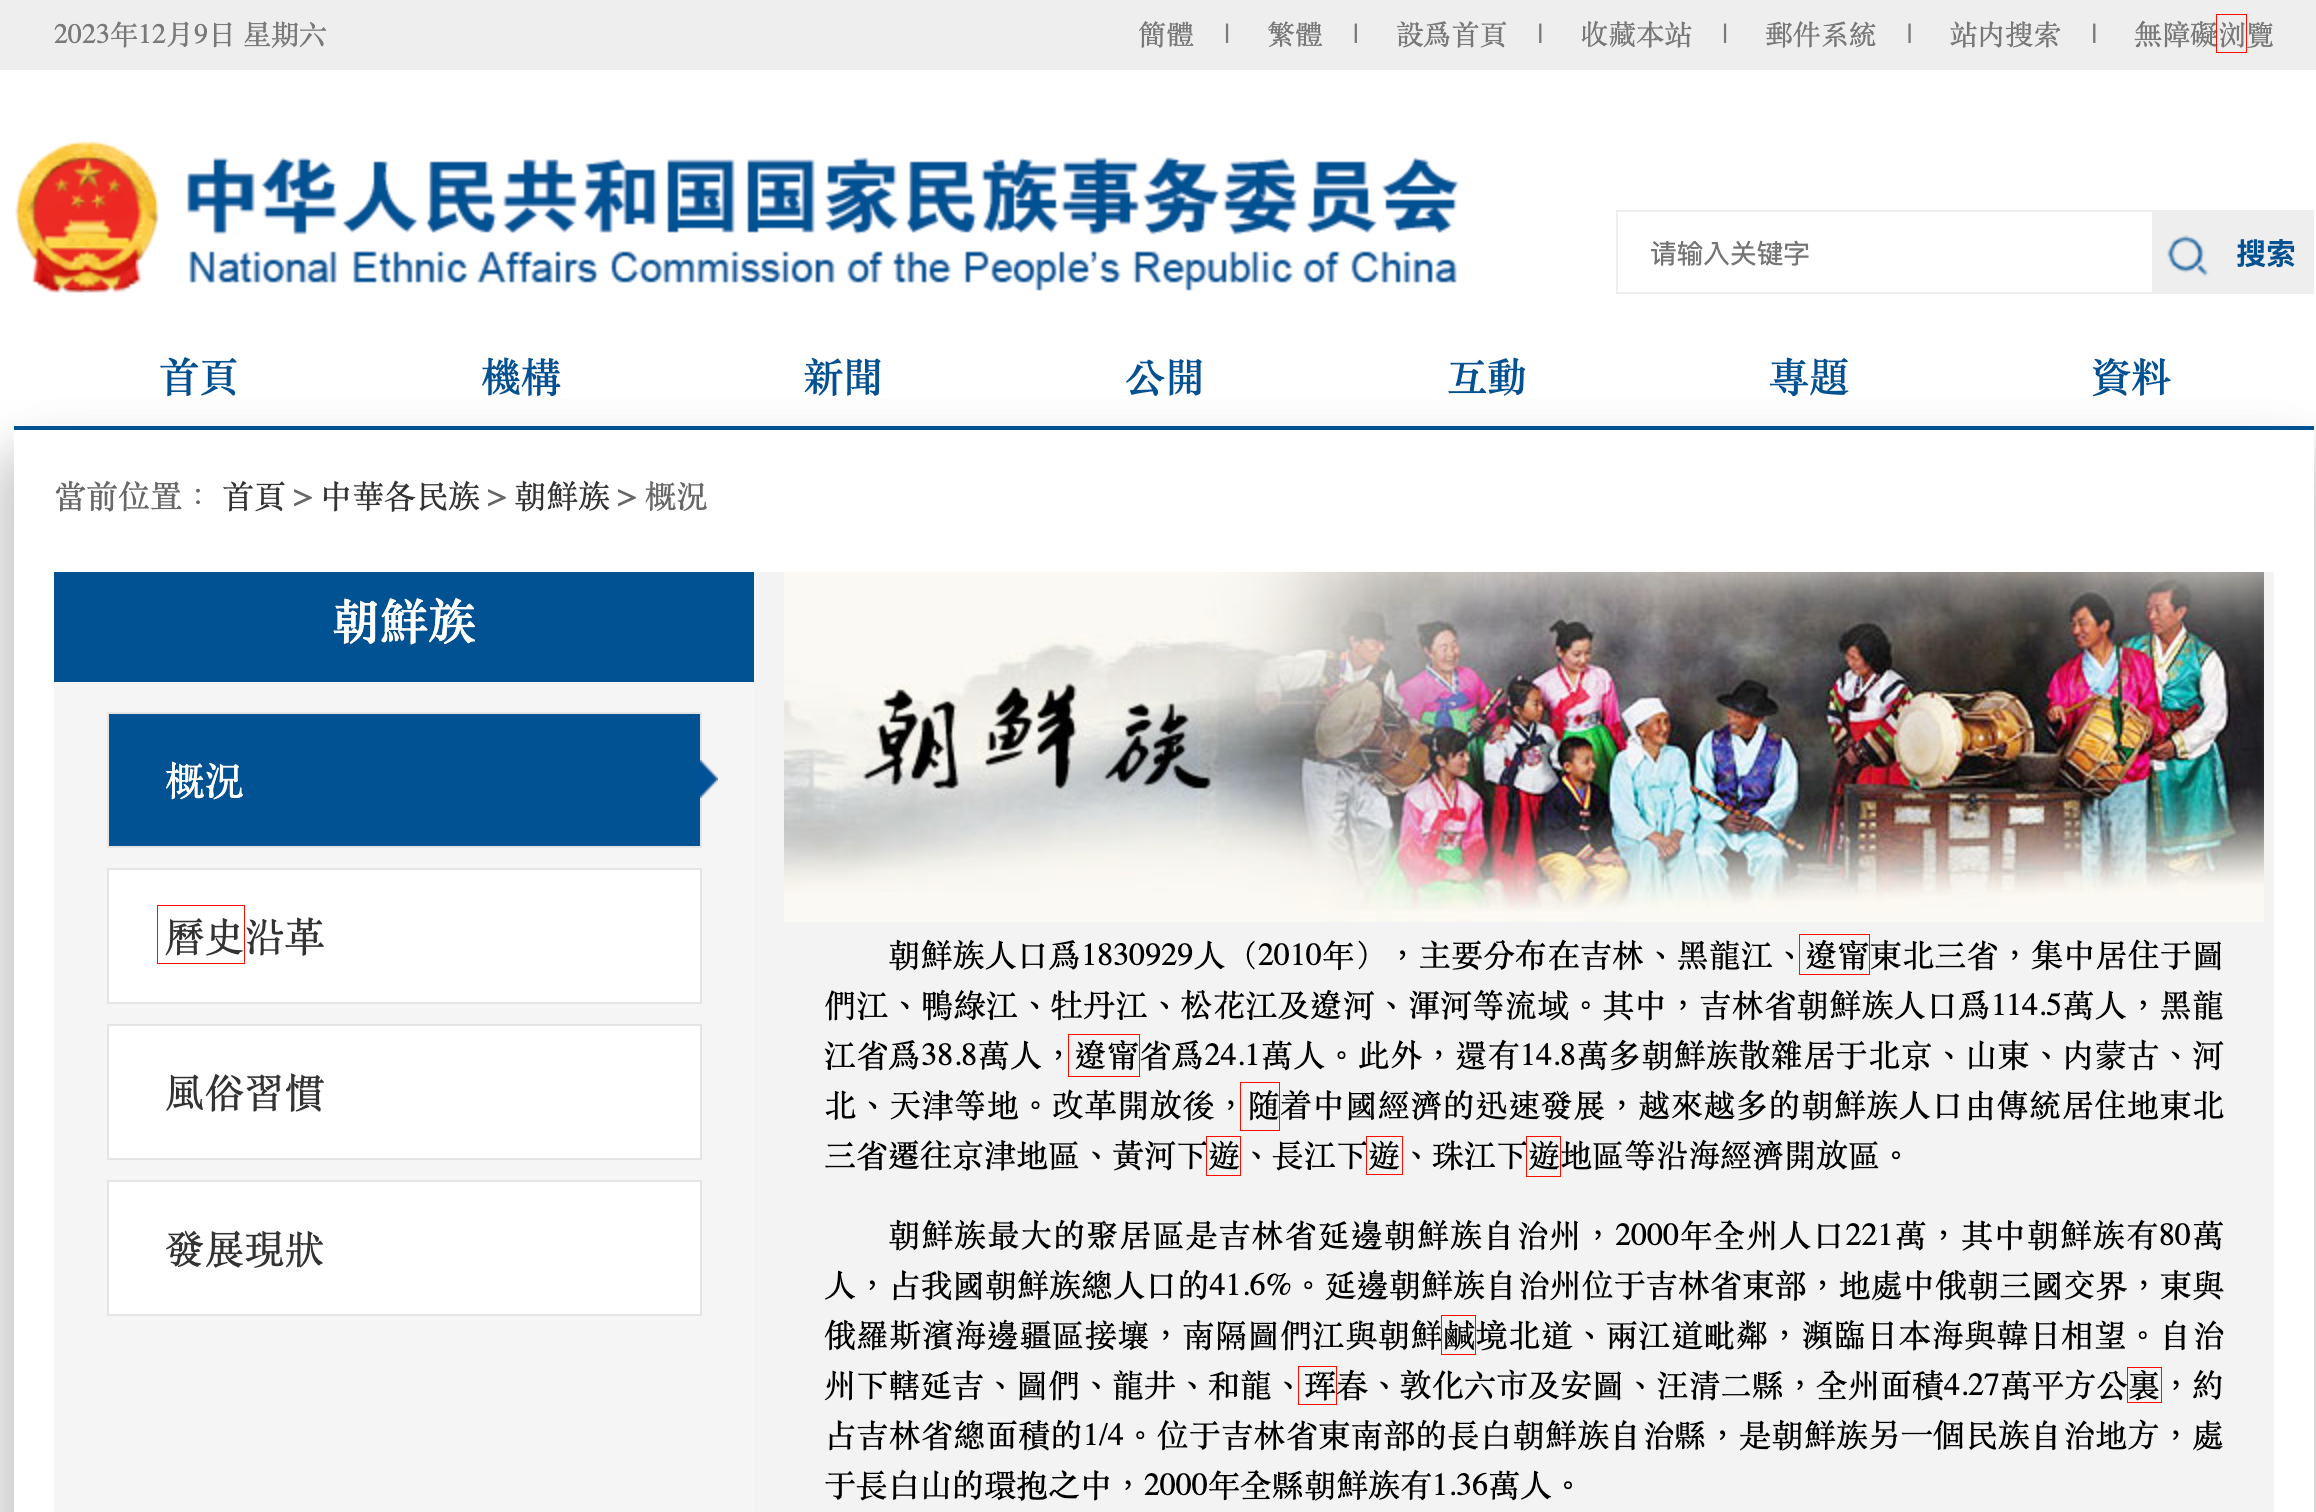 2023年12月9日 星期六
簡體 | 繁體 | 設爲首頁 | 收藏本站 | 郵件系統 | 站内搜索 | 無障礙浏覽
中华人民共和国国家民族事务委员会
National Ethnic Affairs Commission of the People's Republic of China
请输入关键字
搜索
首頁 機構 新聞 公開 互動 專題 資料
當前位置： 首頁 > 中華各民族 > 朝鮮族 > 概況
朝鮮族
概況
曆史沿革
風俗習慣
發展現狀
朝鮮族
朝鮮族人口爲1830929人（2010年），主要分布在吉林、黑龍江、遼甯東北三省，集中居住于圖
們江、鴨綠江、牡丹江、松花江及遼河、渾河等流域。其中，吉林省朝鮮族人口爲114.5萬人，黑龍
江省爲38.8萬人，遼甯省爲24.1萬人。此外，還有14.8萬多朝鮮族散雜居于北京、山東、内蒙古、河
北、天津等地。改革開放後，随着中國經濟的迅速發展，越來越多的朝鮮族人口由傳統居住地東北
三省遷往京津地區、黃河下遊、長江下遊、珠江下遊地區等沿海經濟開放區。
朝鮮族最大的聚居區是吉林省延邊朝鮮族自治州，2000年全州人口221萬，其中朝鮮族有80萬
人，占我國朝鮮族總人口的41.6%。延邊朝鮮族自治州位于吉林省東部，地處中俄朝三國交界，東與
俄羅斯濱海邊疆區接壤，南隔圖們江與朝鮮鹹境北道、兩江道毗鄰，瀕臨日本海與韓日相望。自治
州下轄延吉、圖們、龍井、和龍、珲春、敦化六市及安圖、汪清二縣，全州面積4.27萬平方公裏，約
占吉林省總面積的1/4。位于吉林省東南部的長白朝鮮族自治縣，是朝鮮族另一個民族自治地方，處
于長白山的環抱之中，2000年全縣朝鮮族有1.36萬人。